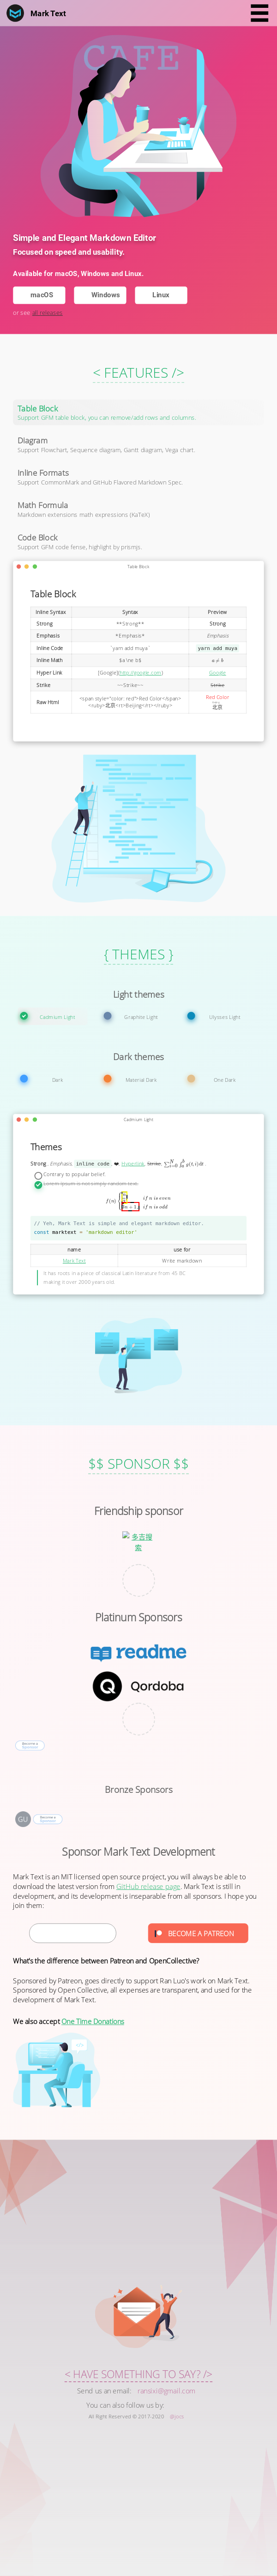 Mark Text
CAFE
Simple and Elegant Markdown Editor
Focused on speed and usability.
Available for macOS, Windows and Linux.
macOS Windows Linux
or see all releases
< FEATURES />
Table Block
Support GFM table block, you can remove/add rows and columns.
Diagram
Support Flowchart, Sequence diagram, Gantt diagram, Vega chart.
Inline Formats
Support CommonMark and GitHub Flavored Markdown Spec.
Math Formula
Markdown extensions math expressions (KaTeX)
Code Block
Support GFM code fense, highlight by prismjs.
Table Block
Table Block
Inline Syntax Syntax Preview
Strong **Strong** Strong
Emphasis *Emphasis* Emphasis
Inline Code `yarn add muya` yarn add muya
Inline Math $a \ne b$ a ≠ b
Hyper Link [Google](http://google.com) Google
Strike ~~Strike~~ Strike
Raw Html <span style="color: red">Red Color</span> Red Color
<ruby>北京<rt>Beijing</rt></ruby> 北京
{ THEMES }
Light themes
Cadmium Light Graphite Light Ulysses Light
Dark themes
Dark Material Dark One Dark
Cadmium Light
Themes
Strong . Emphasis. inline code . ❤️ . Hyperlink. Strike.
Contrary to popular belief.
Lorem Ipsum is not simply random text.
if n is even
if n is odd
// Yeh, Mark Text is simple and elegant markdown editor.
const marktext = 'markdown editor'
name use for
Mark Text Write markdown
It has roots in a piece of classical Latin literature from 45 BC
making it over 2000 years old.
$$ SPONSOR $$
Friendship sponsor
多吉搜
索
Platinum Sponsors
readme
Qordoba
Become a
Sponsor
Bronze Sponsors
GU Become a
Sponsor
Sponsor Mark Text Development
Mark Text is an MIT licensed open source project, you will always be able to
download the latest version from GitHub release page. Mark Text is still in
development, and its development is inseparable from all sponsors. I hope you
join them:
BECOME A PATRON
What's the difference between Patreon and OpenCollective?
Sponsored by Patreon, goes directly to support Ran Luo's work on Mark Text.
Sponsored by Open Collective, all expenses are transparent, and used for the
development of Mark Text.
We also accept One Time Donations
< HAVE SOMETHING TO SAY? />
Send us an email: ransixi@gmail.com
You can also follow us by:
All Right Reserved © 2017-2020 @Jocs